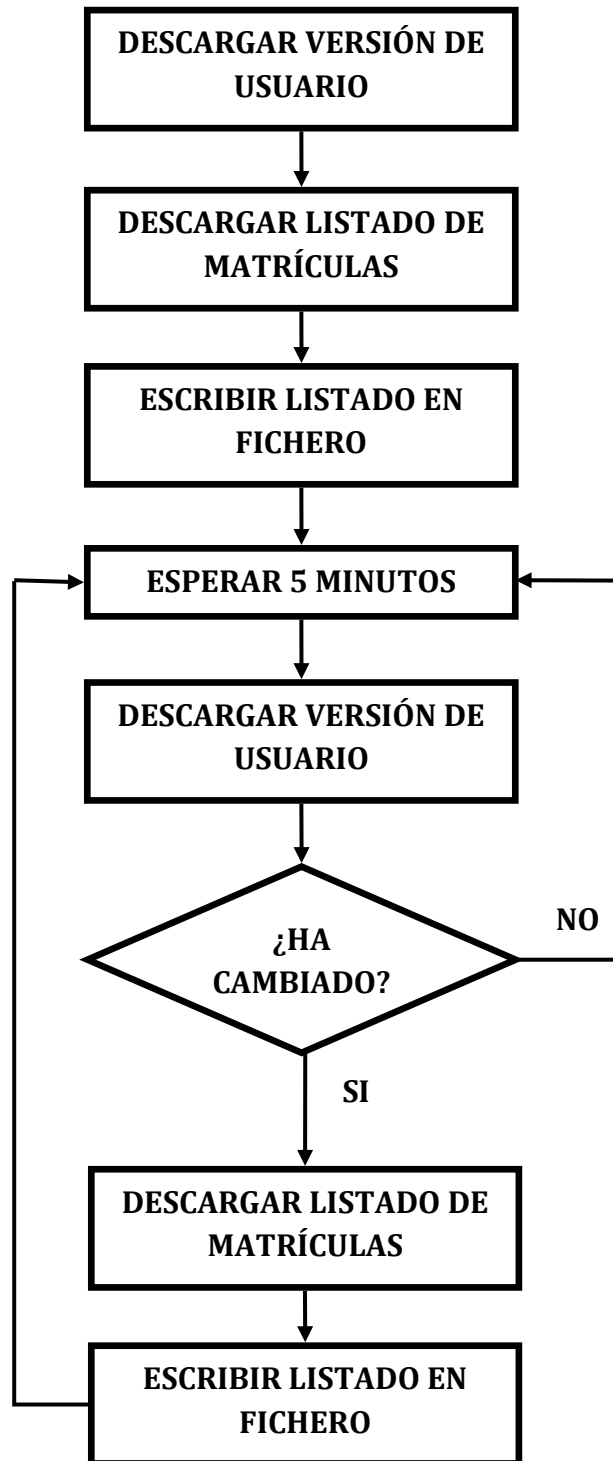 DESCARGAR VERSIÓN DE
USUARIO
DESCARGAR LISTADO DE
MATRÍCULAS
ESCRIBIR LISTADO EN
FICHERO
ESPERAR 5 MINUTOS
DESCARGAR VERSIÓN DE
USUARIO
¿HA
CAMBIADO?
NO
SI
DESCARGAR LISTADO DE
MATRÍCULAS
ESCRIBIR LISTADO EN
FICHERO